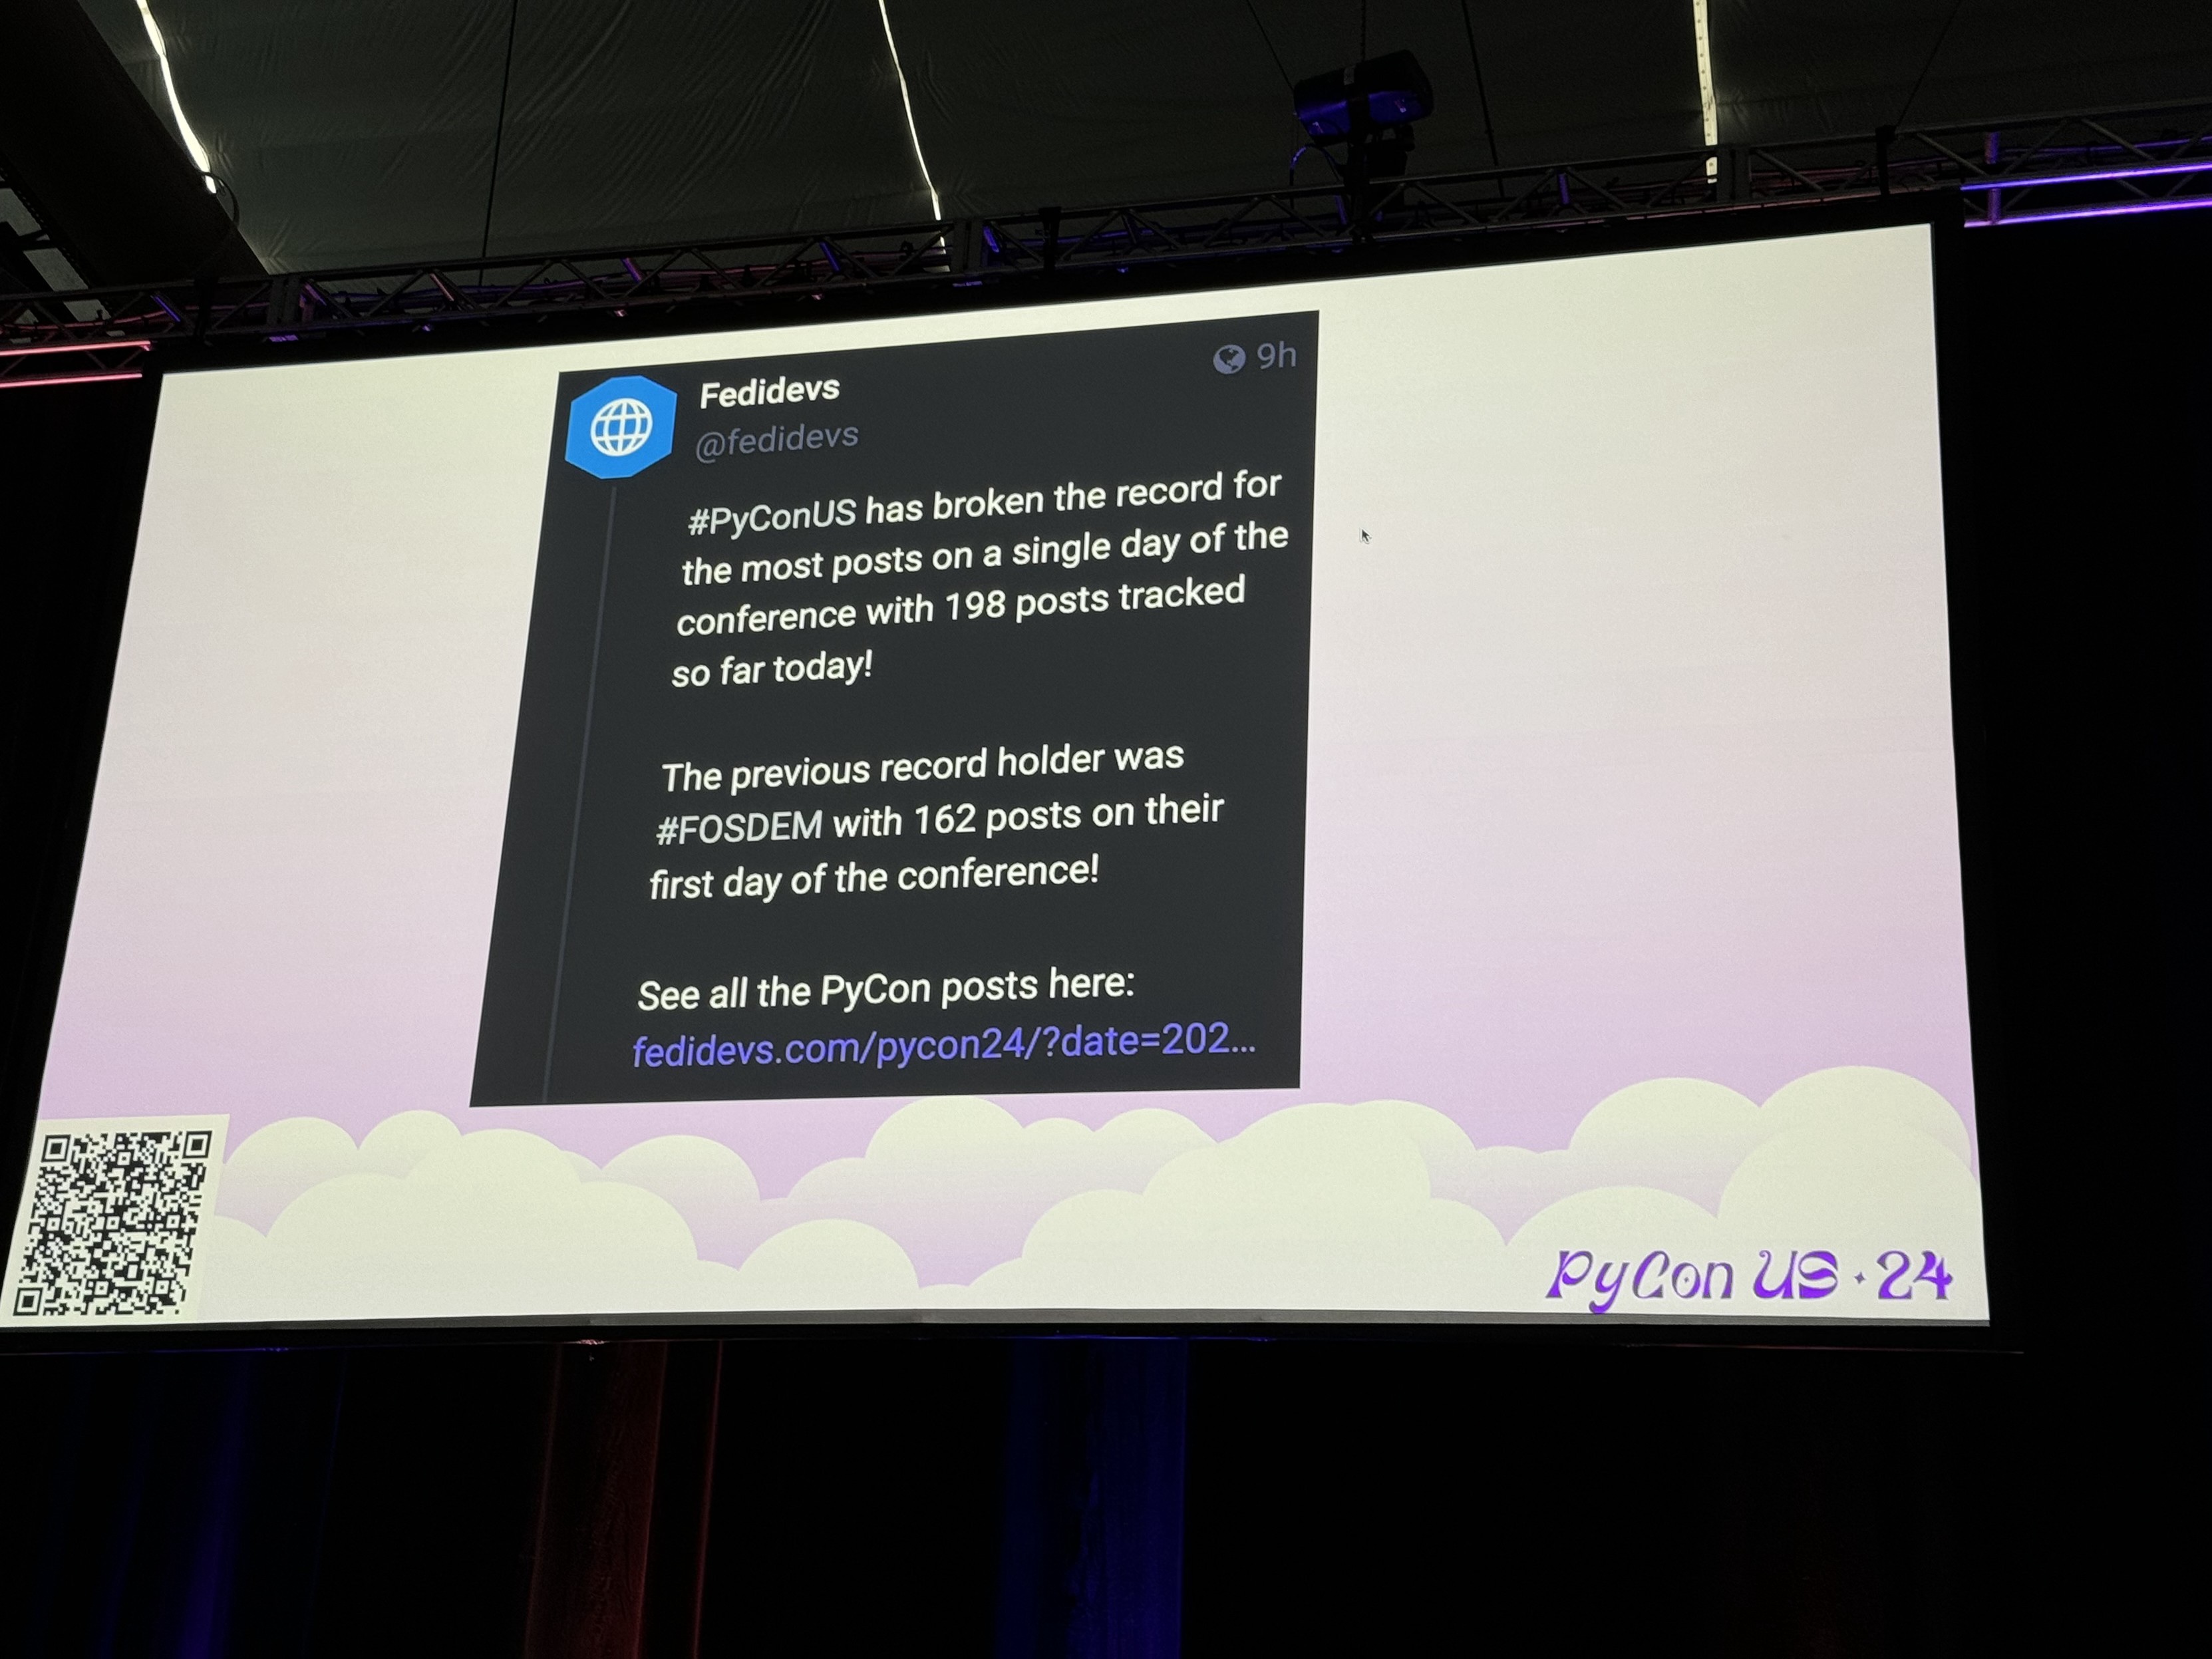 Fedidevs
9h
@fedidevs
#PyConUS has broken the record for
the most posts on a single day of the
conference with 198 posts tracked
so far today!
The previous record holder was
#FOSDEM with 162 posts on their
first day of the conference!
See all the PyCon posts here:
fedidevs.com/pycon24/?date=202...
PyCon US · 24